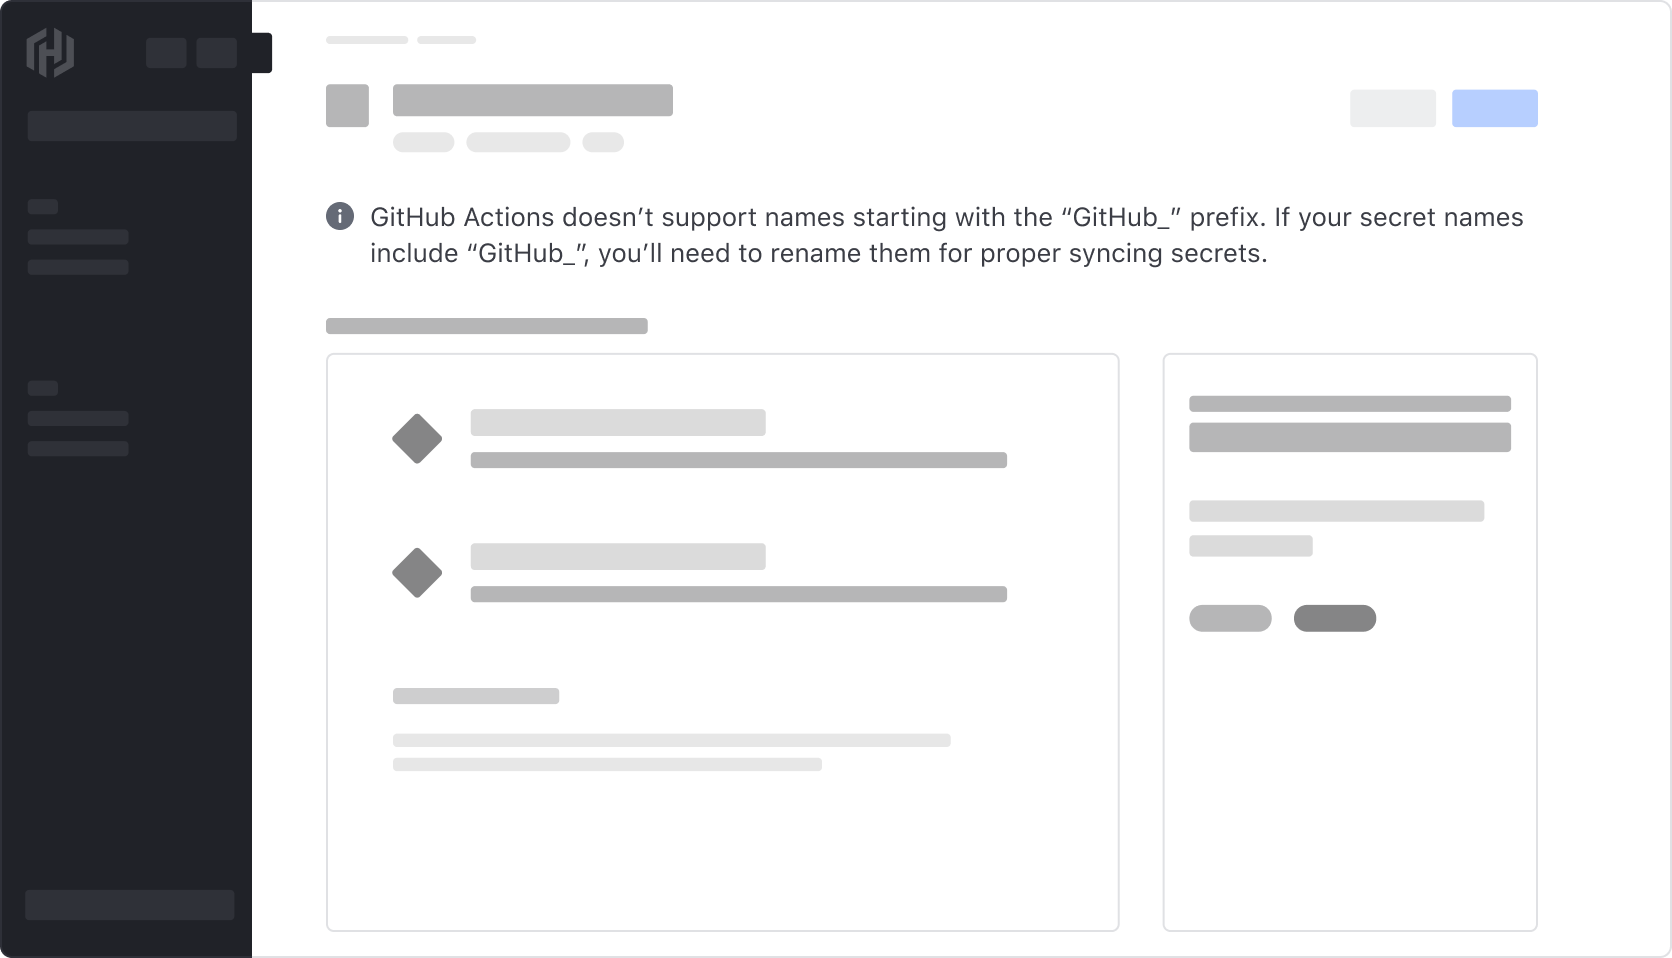 GitHub Actions doesn’t support names starting with the “GitHub_” prefix. If your secret names
include “GitHub_”, you’ll need to rename them for proper syncing secrets.